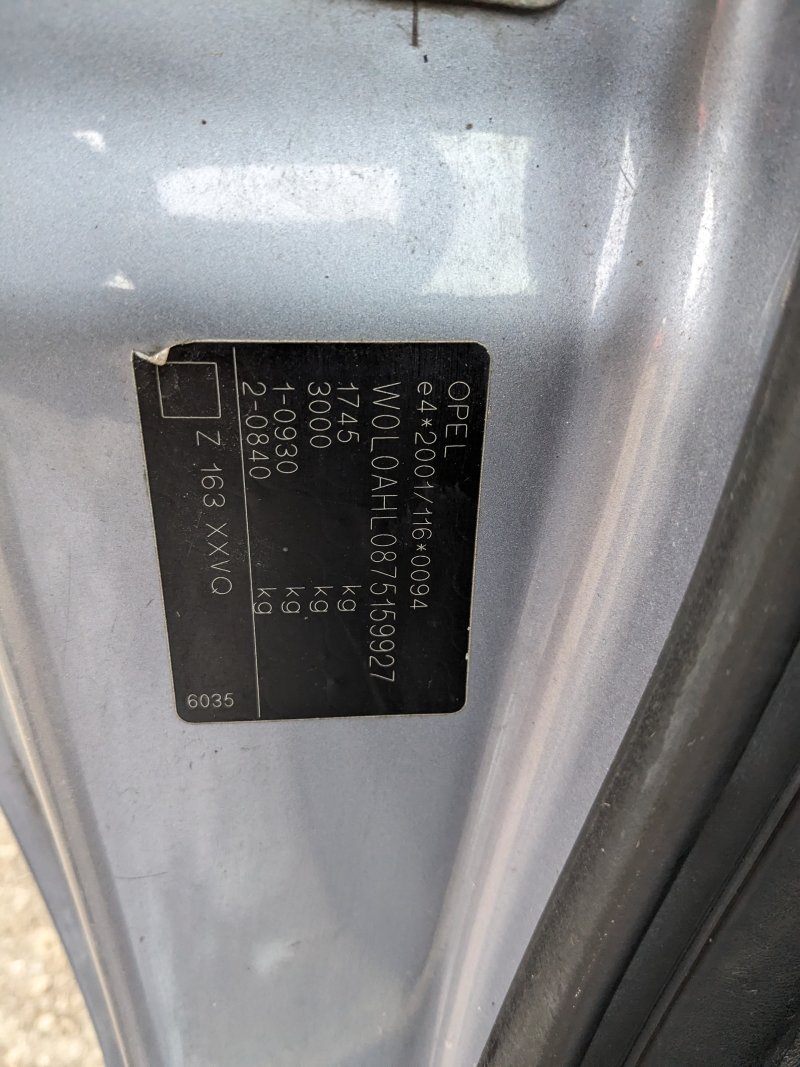 OPEL
e4*2001/116*0094
W0L0AHL0875159927
1745 kg
3000 kg
1-0930 kg
2-0840 kg
Z 163 XXVQ
6035